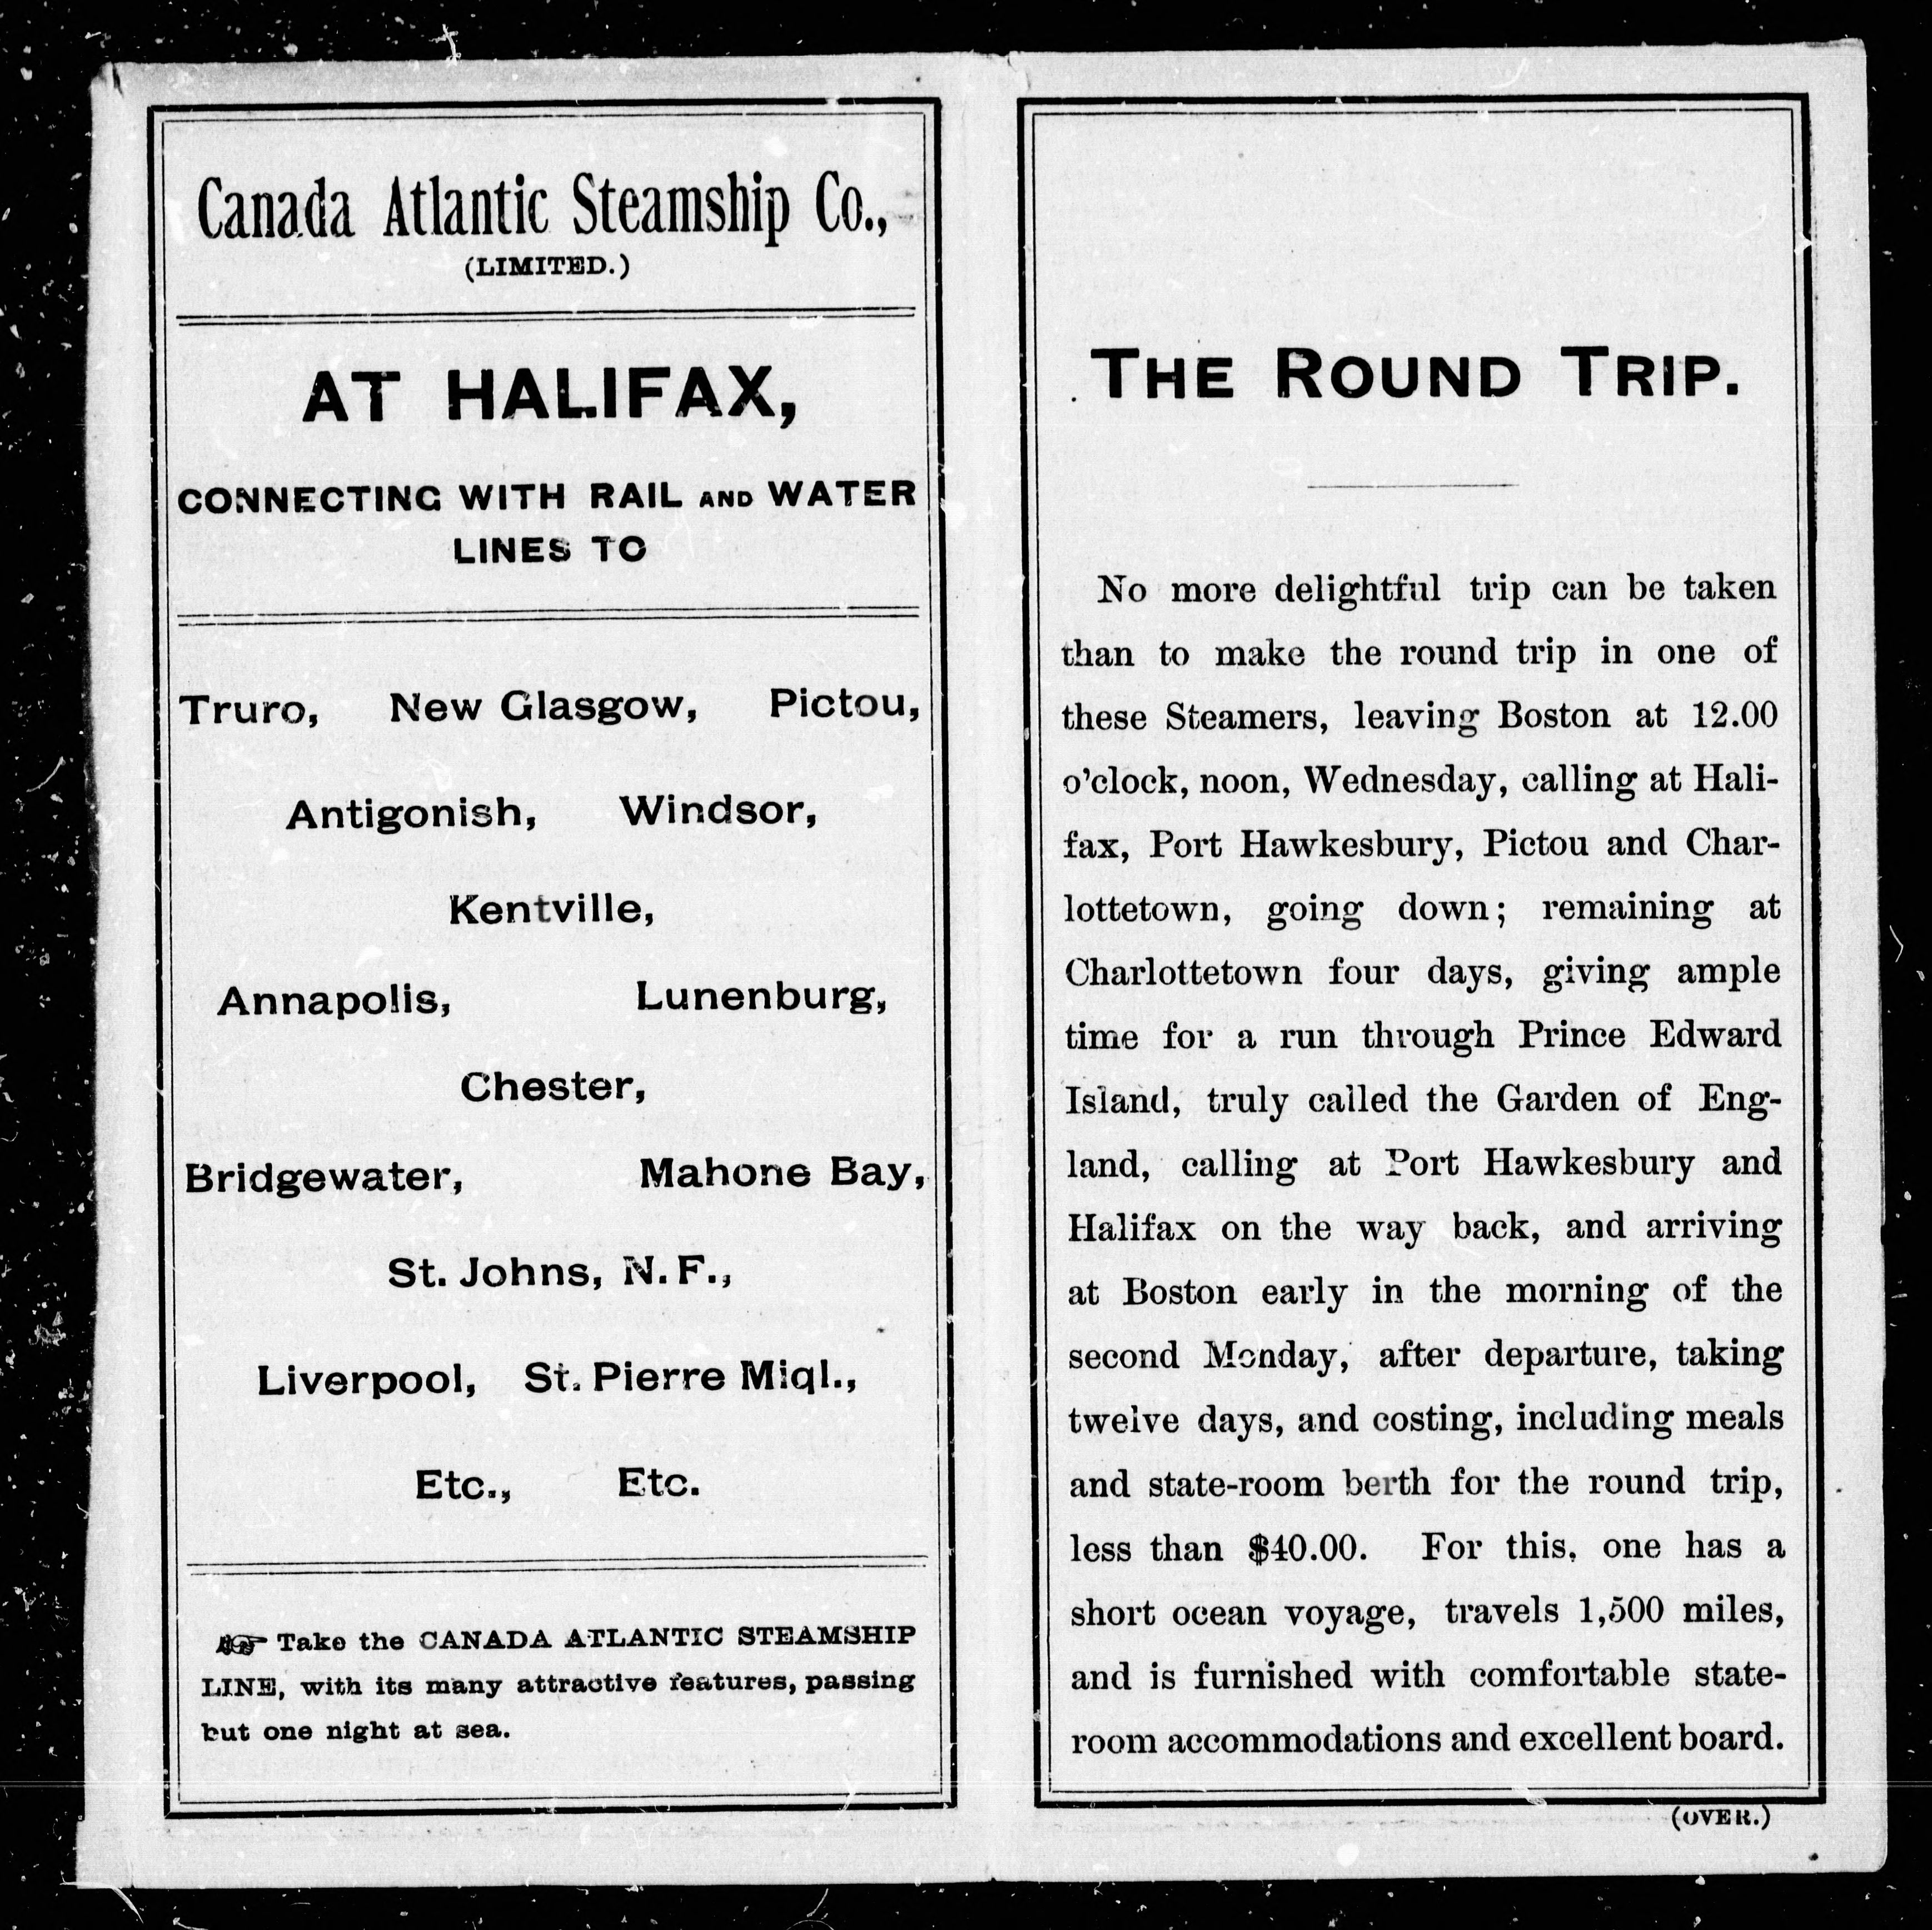 Canada Atlantic Steamship Co.,
(LIMITED.)
AT HALIFAX,
CONNECTING WITH RAIL AND WATER
LINES TO
Truro, New Glasgow, Pictou,
Antigonish, Windsor,
Kentville,
Annapolis, Lunenburg,
Chester,
Bridgewater, Mahone Bay,
St. Johns, N. F.,
Liverpool, St. Pierre Miql.,
Etc., Etc.
☞ Take the CANADA ATLANTIC STEAMSHIP
LINE, with its many attractive features, passing
but one night at sea.
THE ROUND TRIP.
No more delightful trip can be taken
than to make the round trip in one of
these Steamers, leaving Boston at 12.00
o'clock, noon, Wednesday, calling at Hali-
fax, Port Hawkesbury, Pictou and Char-
lottetown, going down; remaining at
Charlottetown four days, giving ample
time for a run through Prince Edward
Island, truly called the Garden of Eng-
land, calling at Port Hawkesbury and
Halifax on the way back, and arriving
at Boston early in the morning of the
second Monday, after departure, taking
twelve days, and costing, including meals
and state-room berth for the round trip,
less than $40.00. For this, one has a
short ocean voyage, travels 1,500 miles,
and is furnished with comfortable state-
room accommodations and excellent board.
(OVER.)